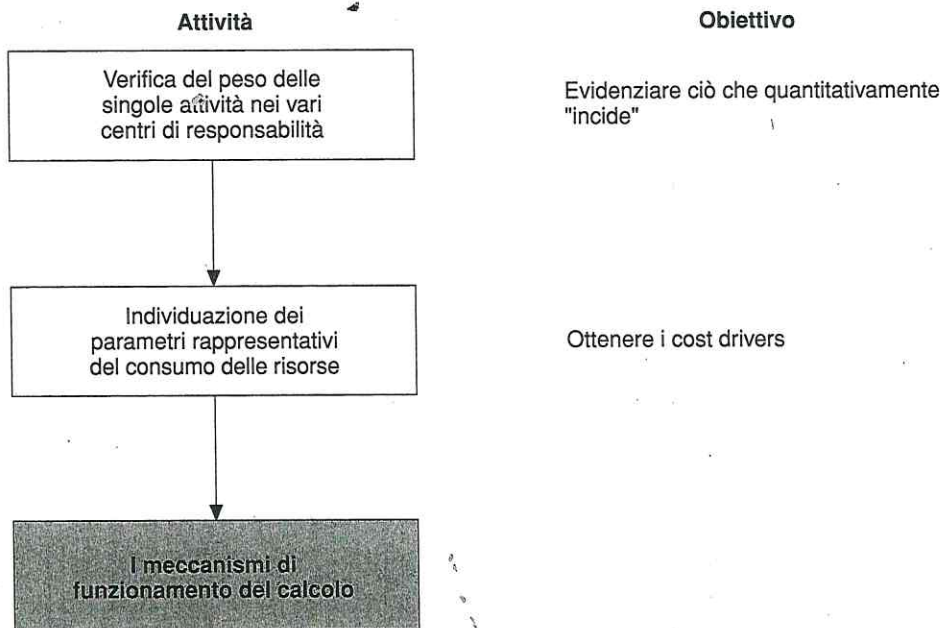 Attività
Obiettivo
Verifica del peso delle
singole attività nei vari
centri di responsabilità
Evidenziare ciò che quantitativamente
"incide"
Individuazione dei
parametri rappresentativi
del consumo delle risorse
Ottenere i cost drivers
I meccanismi di
funzionamento del calcolo